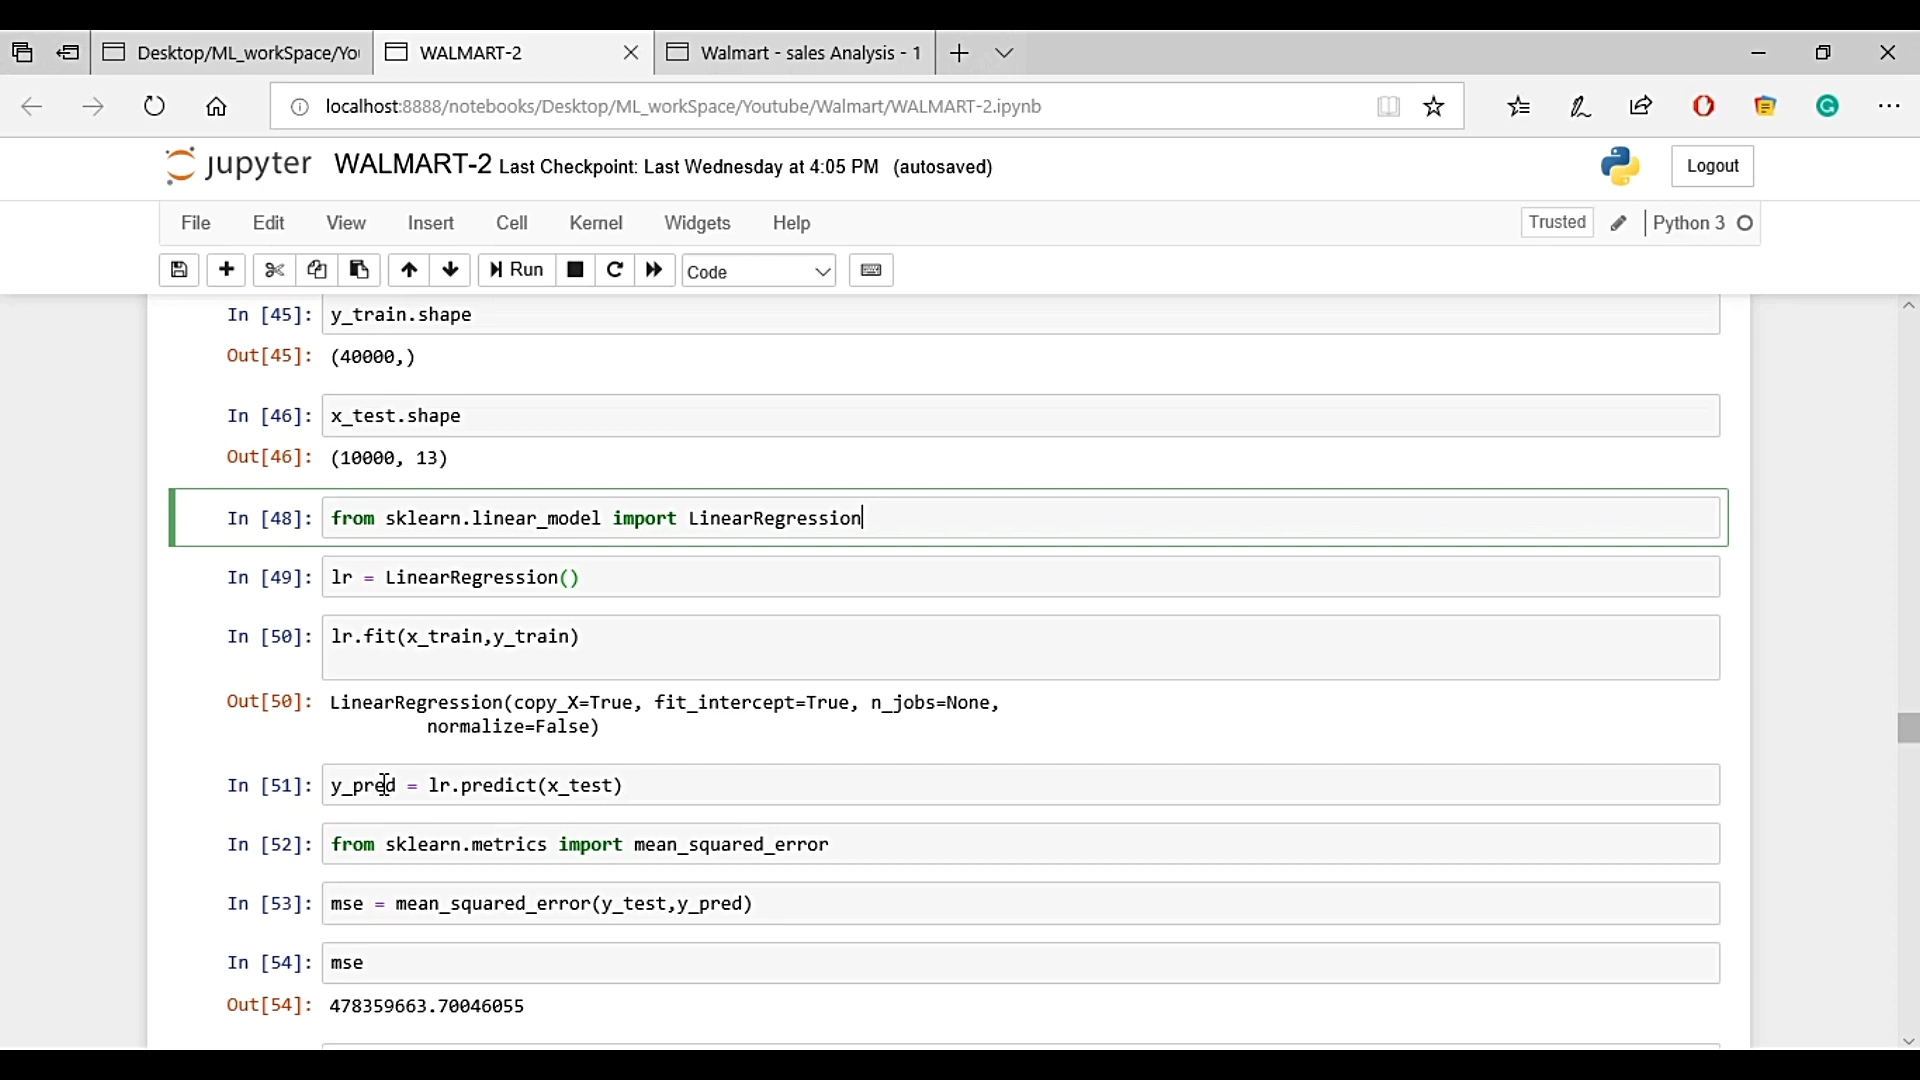 Desktop/ML_workSpace/You
WALMART-2
Walmart - sales Analysis - 1
localhost:8888/notebooks/Desktop/ML_workSpace/Youtube/Walmart/WALMART-2.ipynb
jupyter WALMART-2 Last Checkpoint: Last Wednesday at 4:05 PM (autosaved)
Logout
File Edit View Insert Cell Kernel Widgets Help
Trusted Python 3
Run Code
In [45]: y_train.shape
Out[45]: (40000,)
In [46]: x_test.shape
Out[46]: (10000, 13)
In [48]: from sklearn.linear_model import LinearRegression
In [49]: lr = LinearRegression()
In [50]: lr.fit(x_train,y_train)
Out[50]: LinearRegression(copy_X=True, fit_intercept=True, n_jobs=None,
normalize=False)
In [51]: y_pred = lr.predict(x_test)
In [52]: from sklearn.metrics import mean_squared_error
In [53]: mse = mean_squared_error(y_test,y_pred)
In [54]: mse
Out[54]: 478359663.70046055